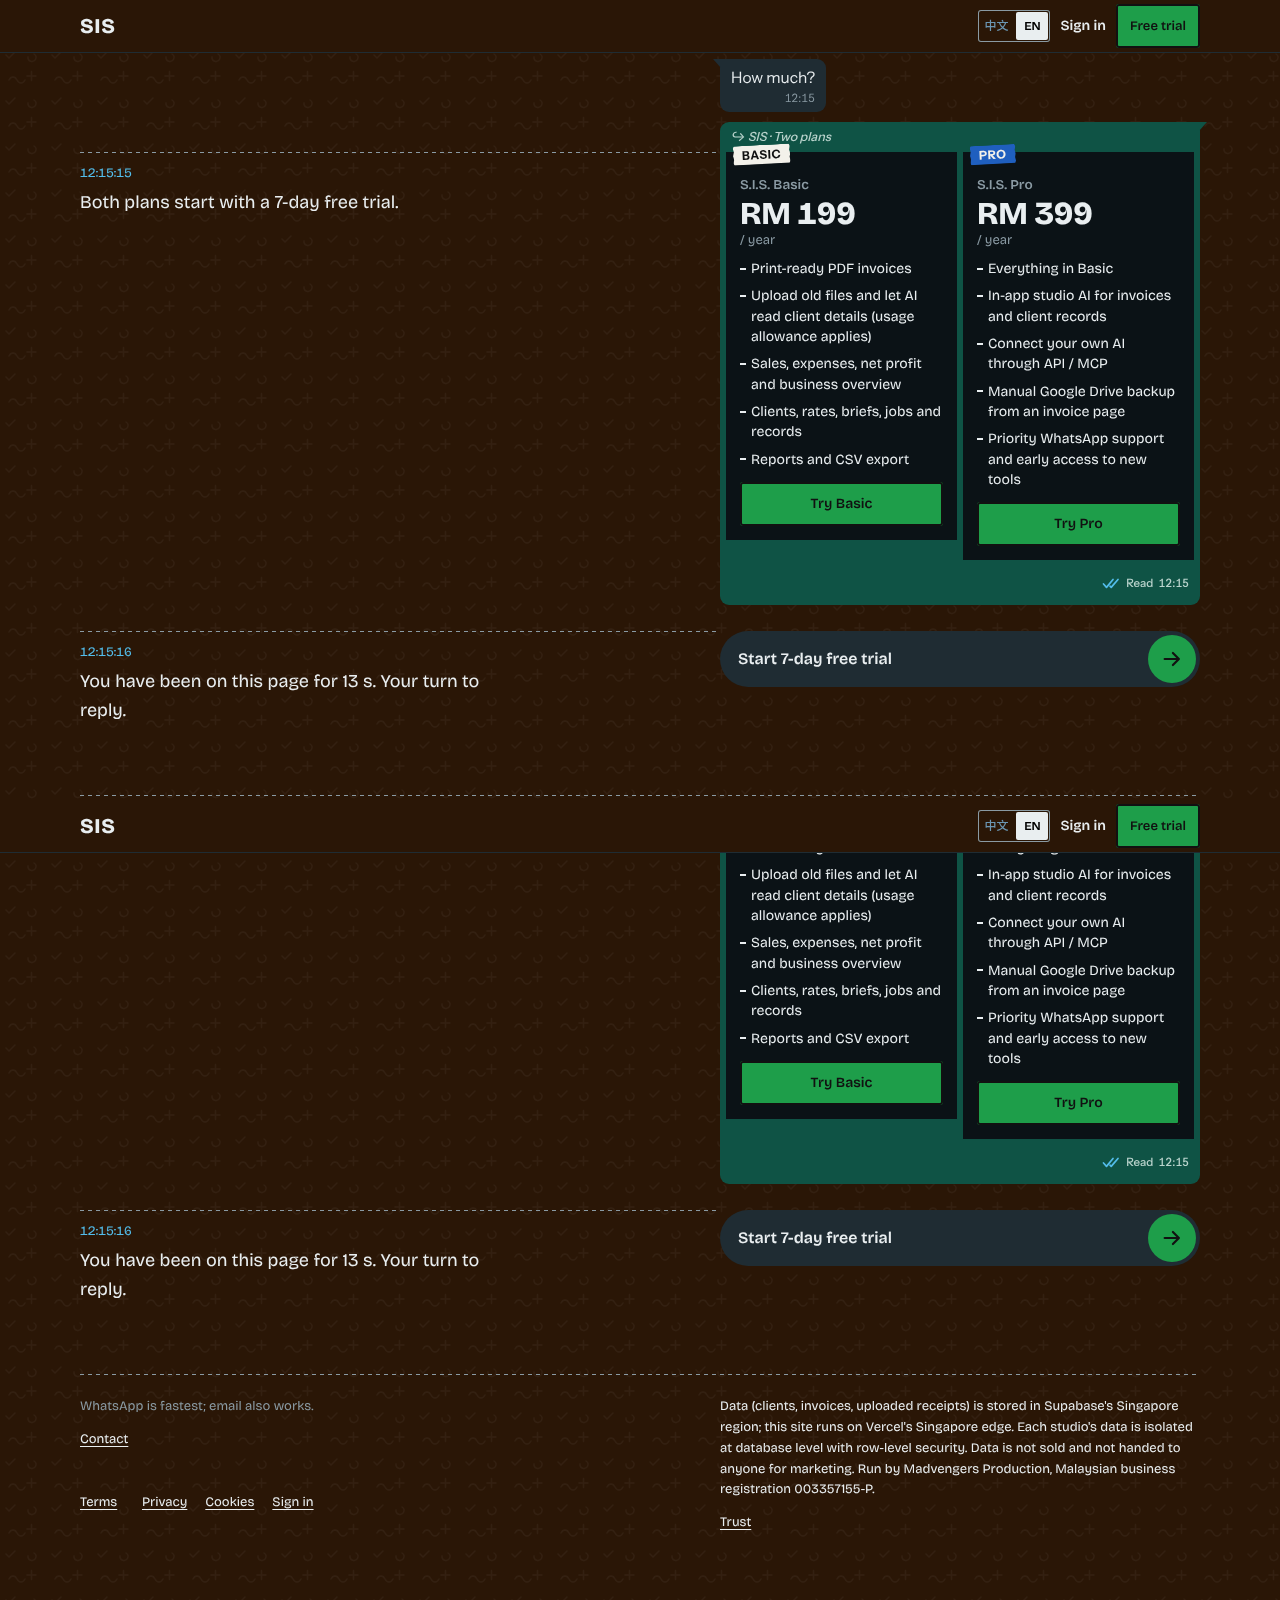 SIS
中文 EN Sign in Free trial
How much?
12:15
↪ SIS · Two plans
12:15:15
Both plans start with a 7-day free trial.
BASIC
S.I.S. Basic
RM 199
/ year
– Print-ready PDF invoices
– Upload old files and let AI
read client details (usage
allowance applies)
– Sales, expenses, net profit
and business overview
– Clients, rates, briefs, jobs and
records
– Reports and CSV export
Try Basic
PRO
S.I.S. Pro
RM 399
/ year
– Everything in Basic
– In-app studio AI for invoices
and client records
– Connect your own AI
through API / MCP
– Manual Google Drive backup
from an invoice page
– Priority WhatsApp support
and early access to new
tools
Try Pro
Read 12:15
12:15:16
You have been on this page for 13 s. Your turn to
reply.
Start 7-day free trial
SIS
中文 EN Sign in Free trial
– Upload old files and let AI
read client details (usage
allowance applies)
– Sales, expenses, net profit
and business overview
– Clients, rates, briefs, jobs and
records
– Reports and CSV export
Try Basic
– In-app studio AI for invoices
and client records
– Connect your own AI
through API / MCP
– Manual Google Drive backup
from an invoice page
– Priority WhatsApp support
and early access to new
tools
Try Pro
Read 12:15
12:15:16
You have been on this page for 13 s. Your turn to
reply.
Start 7-day free trial
WhatsApp is fastest; email also works.
Contact
Terms Privacy Cookies Sign in
Data (clients, invoices, uploaded receipts) is stored in Supabase's Singapore
region; this site runs on Vercel's Singapore edge. Each studio's data is isolated
at database level with row-level security. Data is not sold and not handed to
anyone for marketing. Run by Madvengers Production, Malaysian business
registration 003357155-P.
Trust